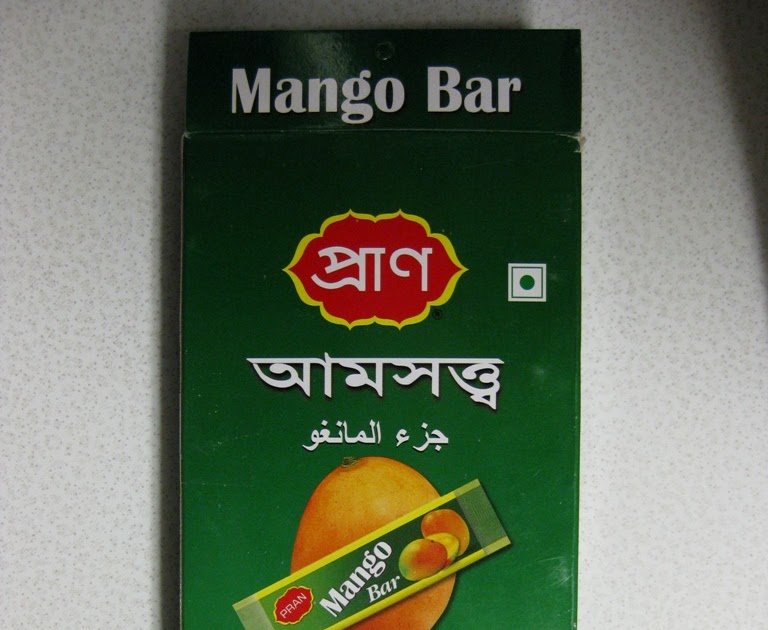 Mango Bar
প্রাণ
®
আমসত্ত্ব
جزء المانغو
PRAN
Mango
Bar